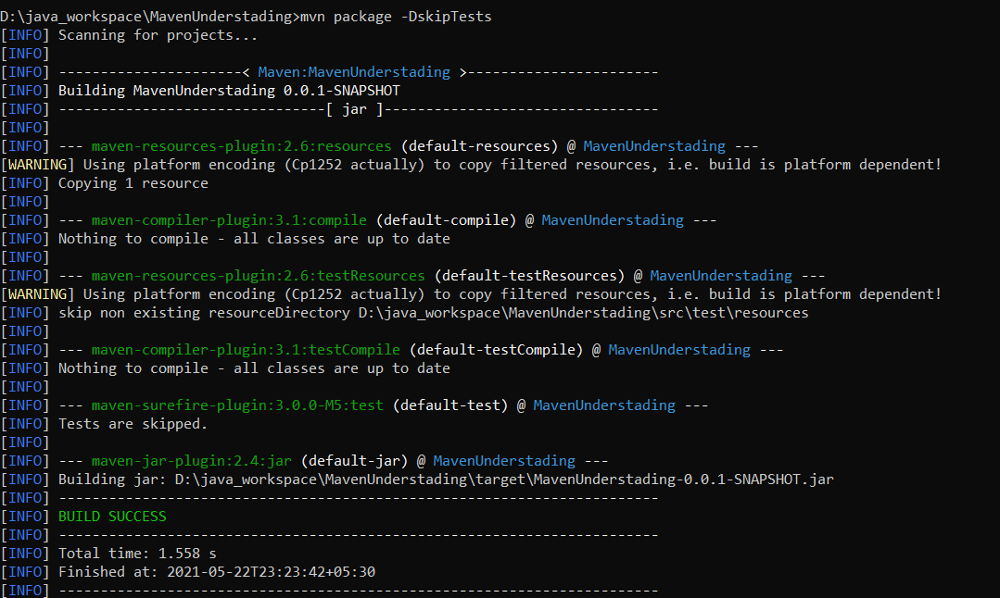 D:\java_workspace\MavenUnderstading>mvn package -DskipTests
[INFO] Scanning for projects...
[INFO]
[INFO] ----------------------< Maven:MavenUnderstading >-----------------------
[INFO] Building MavenUnderstading 0.0.1-SNAPSHOT
[INFO] --------------------------------[ jar ]---------------------------------
[INFO]
[INFO] --- maven-resources-plugin:2.6:resources (default-resources) @ MavenUnderstading ---
[WARNING] Using platform encoding (Cp1252 actually) to copy filtered resources, i.e. build is platform dependent!
[INFO] Copying 1 resource
[INFO]
[INFO] --- maven-compiler-plugin:3.1:compile (default-compile) @ MavenUnderstading ---
[INFO] Nothing to compile - all classes are up to date
[INFO]
[INFO] --- maven-resources-plugin:2.6:testResources (default-testResources) @ MavenUnderstading ---
[WARNING] Using platform encoding (Cp1252 actually) to copy filtered resources, i.e. build is platform dependent!
[INFO] skip non existing resourceDirectory D:\java_workspace\MavenUnderstading\src\test\resources
[INFO]
[INFO] --- maven-compiler-plugin:3.1:testCompile (default-testCompile) @ MavenUnderstading ---
[INFO] Nothing to compile - all classes are up to date
[INFO]
[INFO] --- maven-surefire-plugin:3.0.0-M5:test (default-test) @ MavenUnderstading ---
[INFO] Tests are skipped.
[INFO]
[INFO] --- maven-jar-plugin:2.4:jar (default-jar) @ MavenUnderstading ---
[INFO] Building jar: D:\java_workspace\MavenUnderstading\target\MavenUnderstading-0.0.1-SNAPSHOT.jar
[INFO] ------------------------------------------------------------------------
[INFO] BUILD SUCCESS
[INFO] ------------------------------------------------------------------------
[INFO] Total time: 1.558 s
[INFO] Finished at: 2021-05-22T23:23:42+05:30
[INFO] ------------------------------------------------------------------------